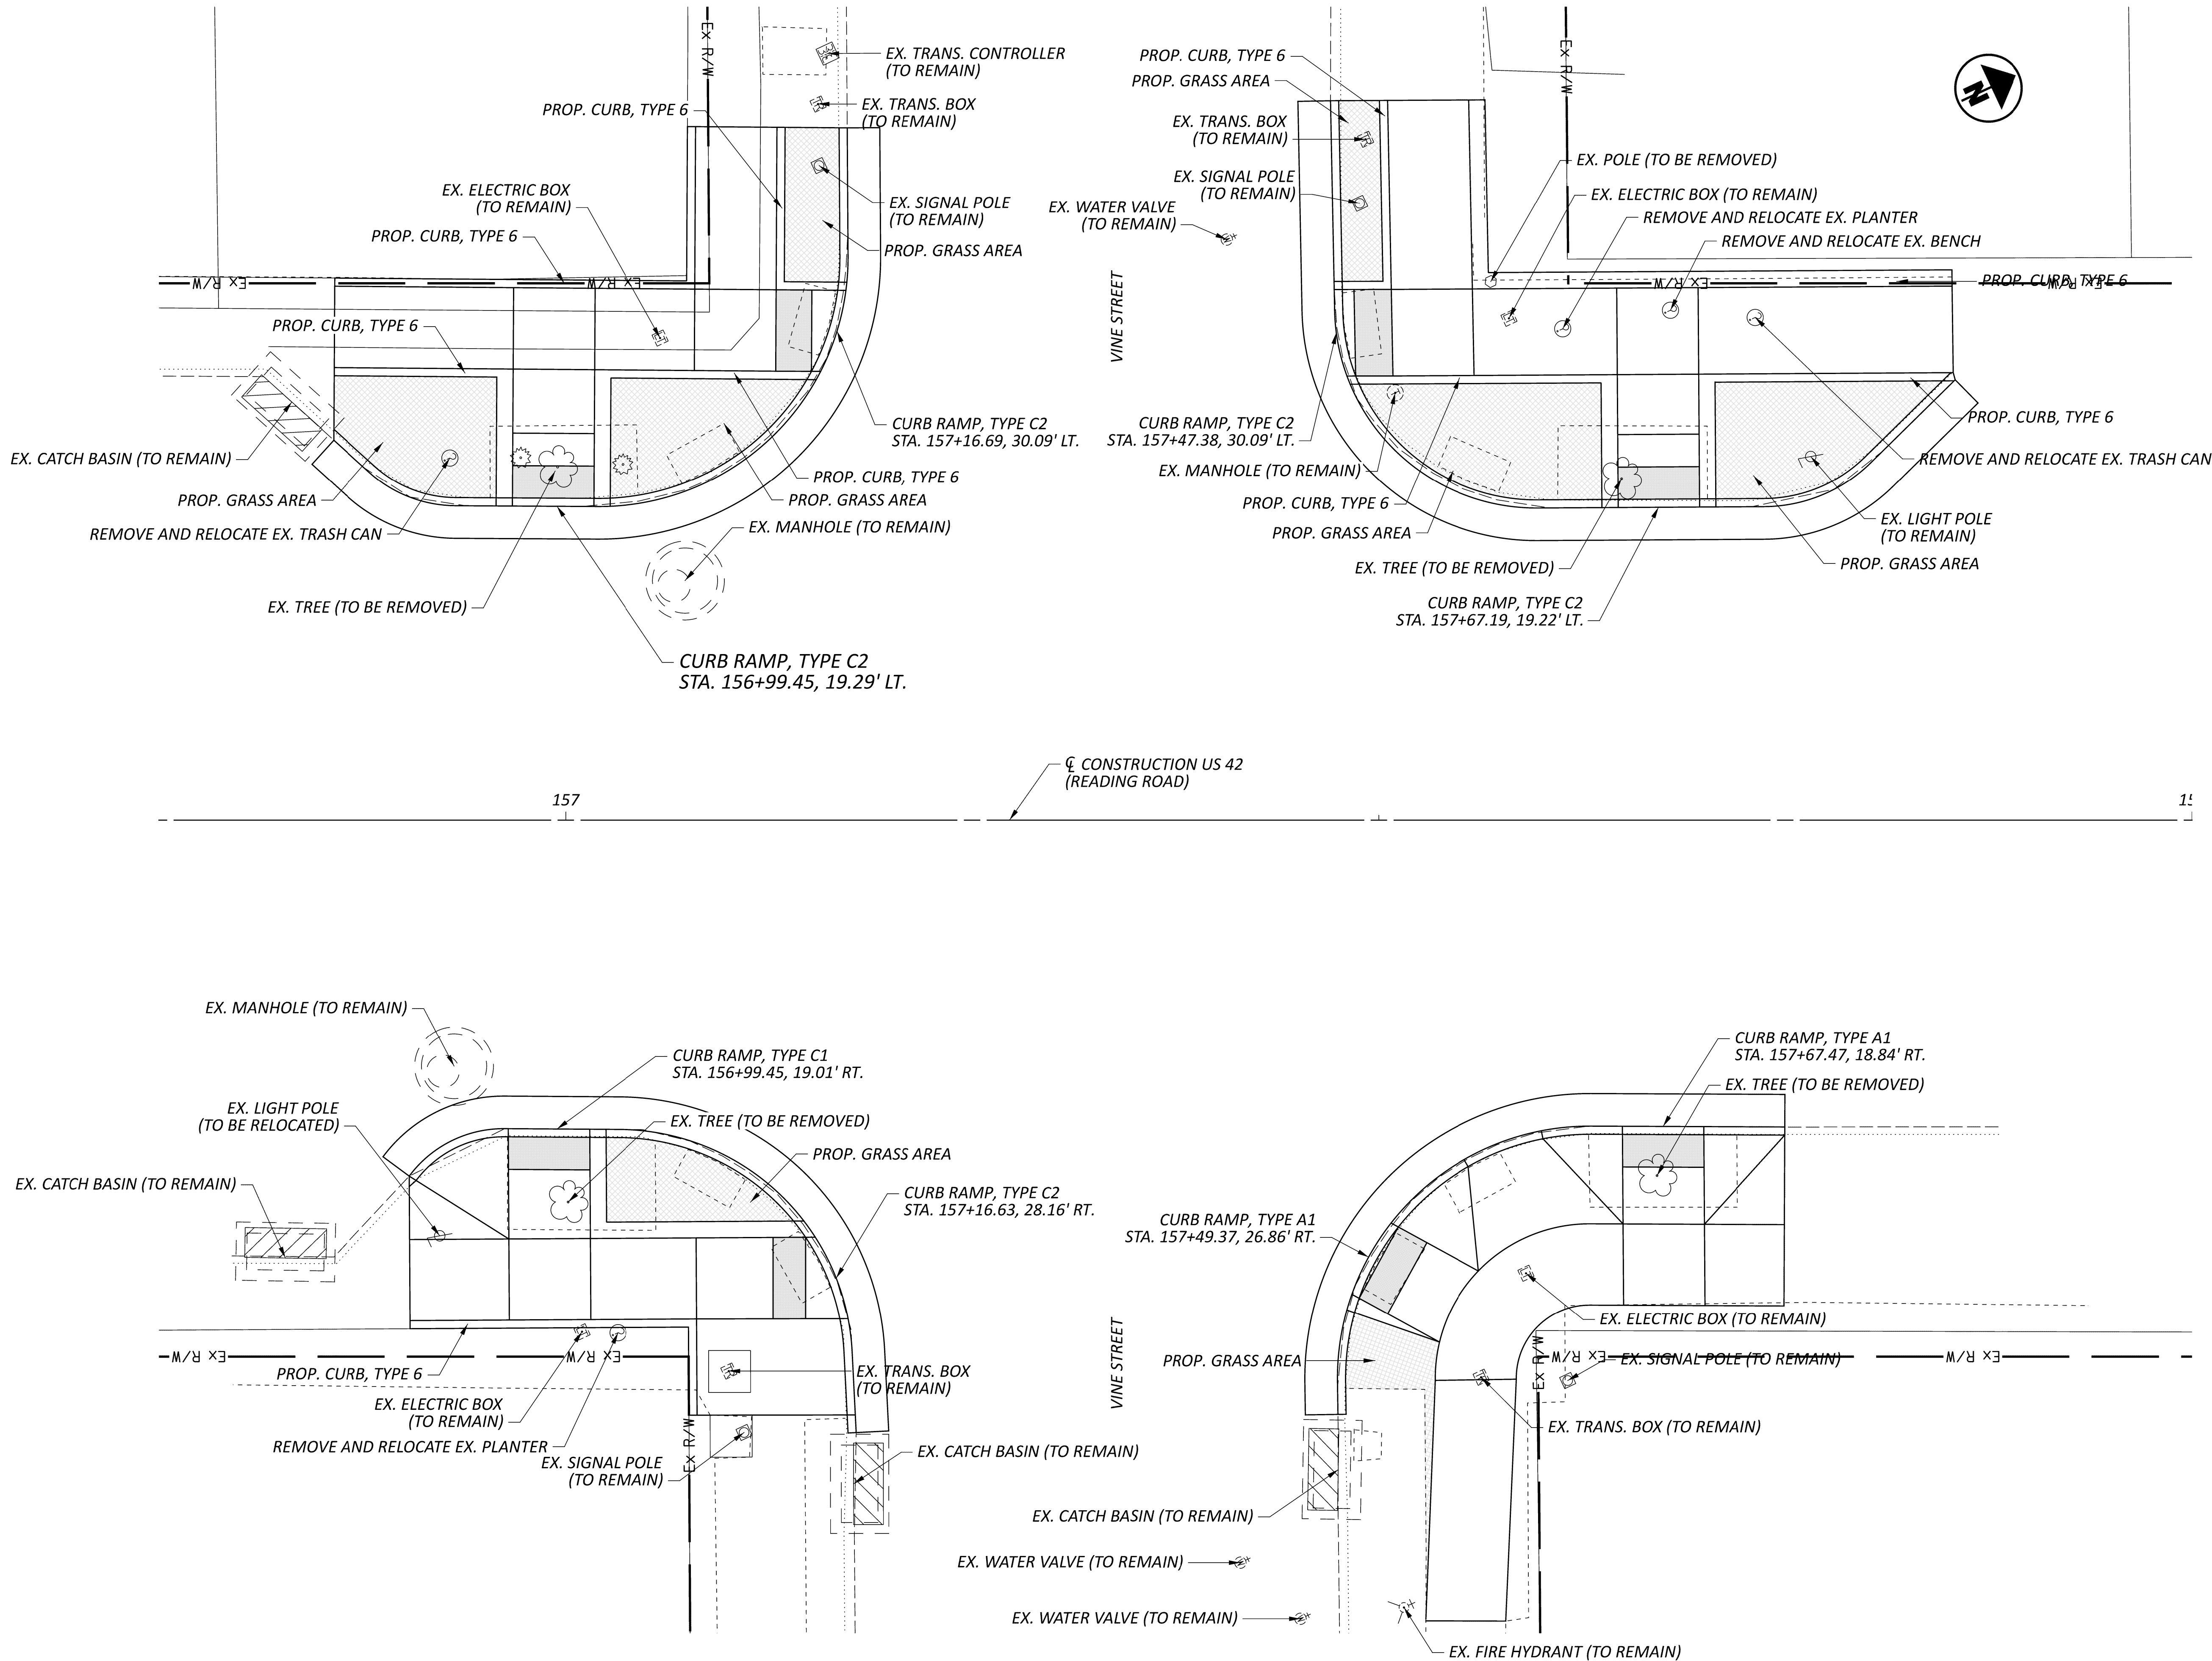 Ex R/W
EX. TRANS. CONTROLLER
(TO REMAIN)
EX. TRANS. BOX
(TO REMAIN)
PROP. CURB, TYPE 6
EX. ELECTRIC BOX
(TO REMAIN)
EX. SIGNAL POLE
(TO REMAIN)
PROP. CURB, TYPE 6
PROP. GRASS AREA
Ex R/W
Ex R/W
PROP. CURB, TYPE 6
CURB RAMP, TYPE C2
STA. 157+16.69, 30.09' LT.
EX. CATCH BASIN (TO REMAIN)
PROP. CURB, TYPE 6
PROP. GRASS AREA
PROP. GRASS AREA
REMOVE AND RELOCATE EX. TRASH CAN
EX. MANHOLE (TO REMAIN)
EX. TREE (TO BE REMOVED)
CURB RAMP, TYPE C2
STA. 156+99.45, 19.29' LT.
PROP. CURB, TYPE 6
PROP. GRASS AREA
Ex R/W
N
EX. TRANS. BOX
(TO REMAIN)
EX. POLE (TO BE REMOVED)
EX. SIGNAL POLE
(TO REMAIN)
EX. ELECTRIC BOX (TO REMAIN)
EX. WATER VALVE
(TO REMAIN)
REMOVE AND RELOCATE EX. PLANTER
REMOVE AND RELOCATE EX. BENCH
VINE STREET
Ex R/W
PROP. CURB, TYPE 6
Ex R/W
CURB RAMP, TYPE C2
STA. 157+47.38, 30.09' LT.
PROP. CURB, TYPE 6
EX. MANHOLE (TO REMAIN)
REMOVE AND RELOCATE EX. TRASH CAN
PROP. CURB, TYPE 6
PROP. GRASS AREA
EX. LIGHT POLE
(TO REMAIN)
EX. TREE (TO BE REMOVED)
PROP. GRASS AREA
CURB RAMP, TYPE C2
STA. 157+67.19, 19.22' LT.
℄ CONSTRUCTION US 42
(READING ROAD)
157
EX. MANHOLE (TO REMAIN)
CURB RAMP, TYPE C1
STA. 156+99.45, 19.01' RT.
EX. LIGHT POLE
(TO BE RELOCATED)
EX. TREE (TO BE REMOVED)
PROP. GRASS AREA
EX. CATCH BASIN (TO REMAIN)
CURB RAMP, TYPE C2
STA. 157+16.63, 28.16' RT.
Ex R/W
Ex R/W
PROP. CURB, TYPE 6
EX. TRANS. BOX
(TO REMAIN)
EX. ELECTRIC BOX
(TO REMAIN)
REMOVE AND RELOCATE EX. PLANTER
Ex R/W
EX. SIGNAL POLE
(TO REMAIN)
EX. CATCH BASIN (TO REMAIN)
CURB RAMP, TYPE A1
STA. 157+67.47, 18.84' RT.
EX. TREE (TO BE REMOVED)
CURB RAMP, TYPE A1
STA. 157+49.37, 26.86' RT.
EX. ELECTRIC BOX (TO REMAIN)
VINE STREET
PROP. GRASS AREA
Ex R/W
Ex R/W
EX. SIGNAL POLE (TO REMAIN)
Ex R/W
EX. TRANS. BOX (TO REMAIN)
EX. CATCH BASIN (TO REMAIN)
EX. WATER VALVE (TO REMAIN)
EX. WATER VALVE (TO REMAIN)
EX. FIRE HYDRANT (TO REMAIN)